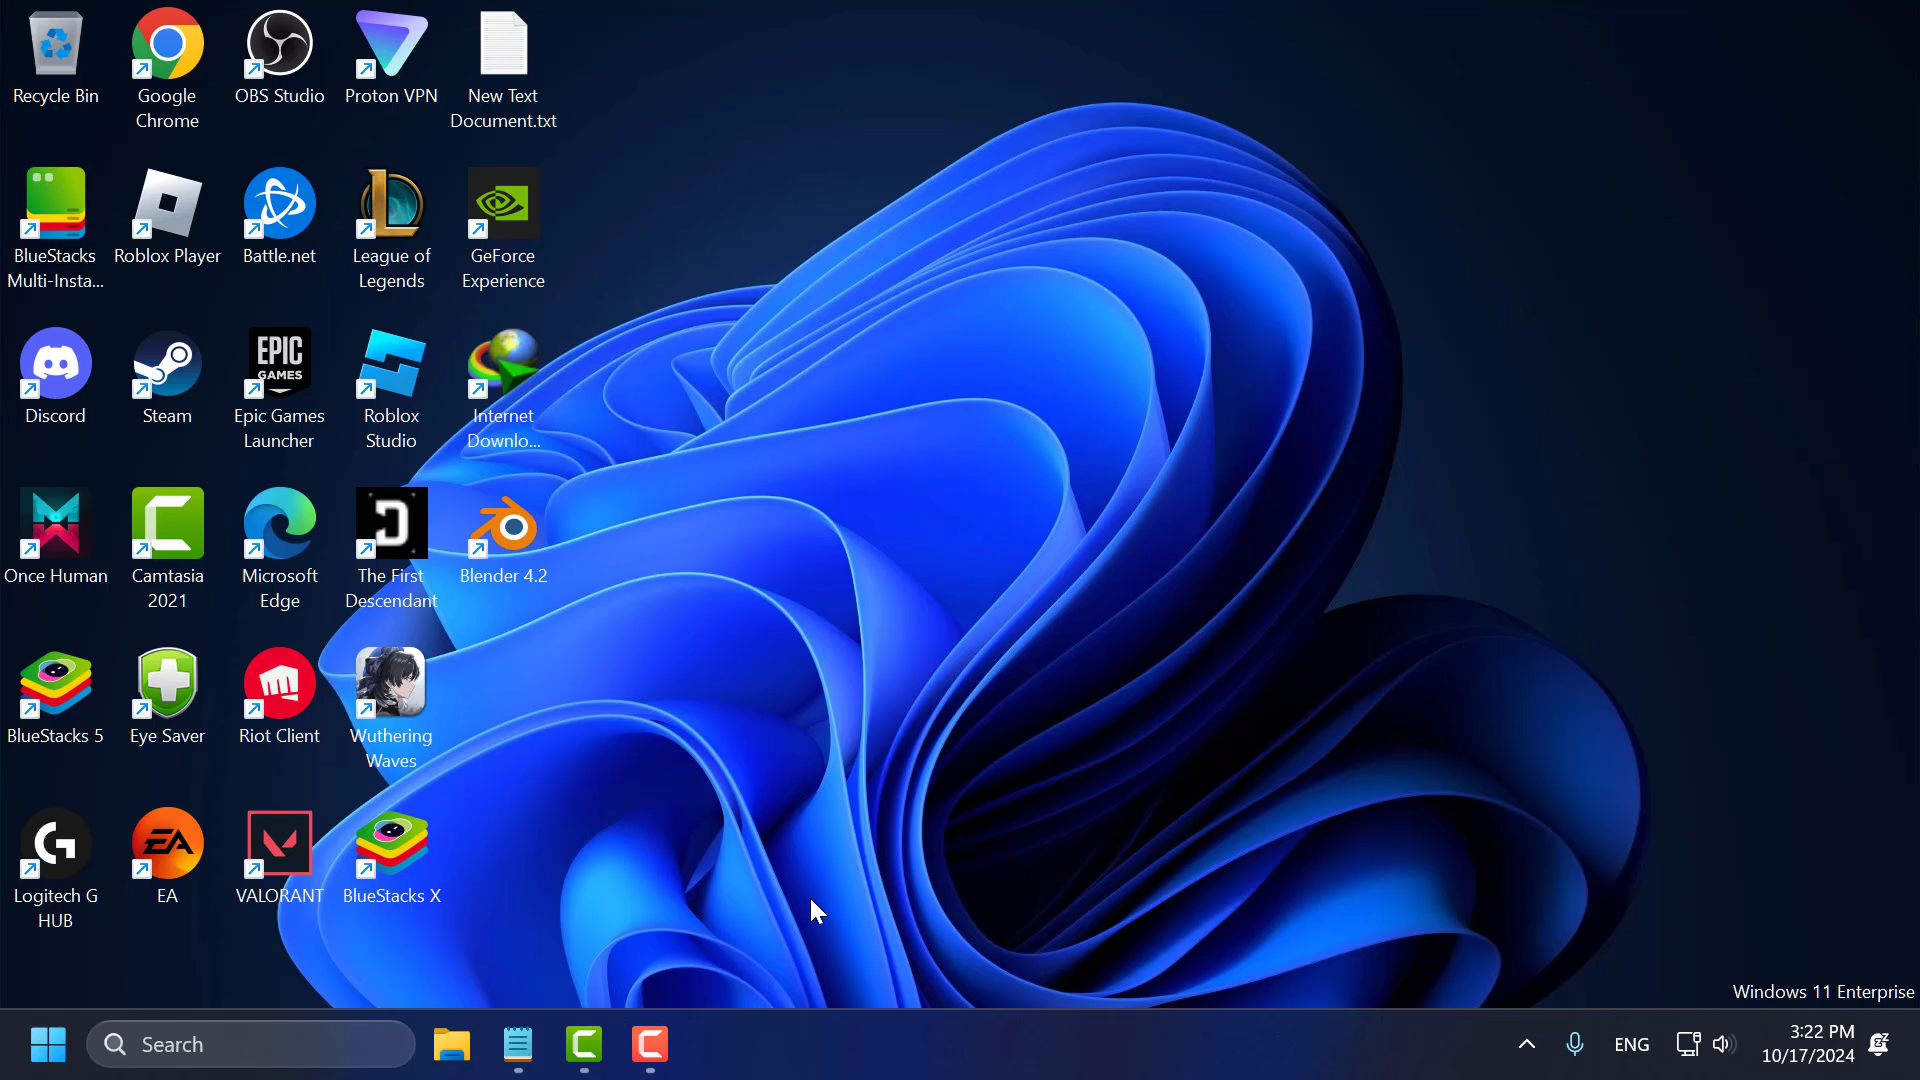 Recycle Bin
Google
Chrome
OBS Studio
Proton VPN
New Text
Document.txt
BlueStacks
Multi-Insta...
Roblox Player
Battle.net
League of
Legends
GeForce
Experience
Discord
Steam
EPIC
GAMES
Epic Games
Launcher
Roblox
Studio
Internet
Downlo...
Once Human
Camtasia
2021
Microsoft
Edge
The First
Descendant
Blender 4.2
BlueStacks 5
Eye Saver
Riot Client
Wuthering
Waves
Logitech G
HUB
EA
EA
VALORANT
BlueStacks X
Windows 11 Enterprise
Search
ENG
3:22 PM
10/17/2024